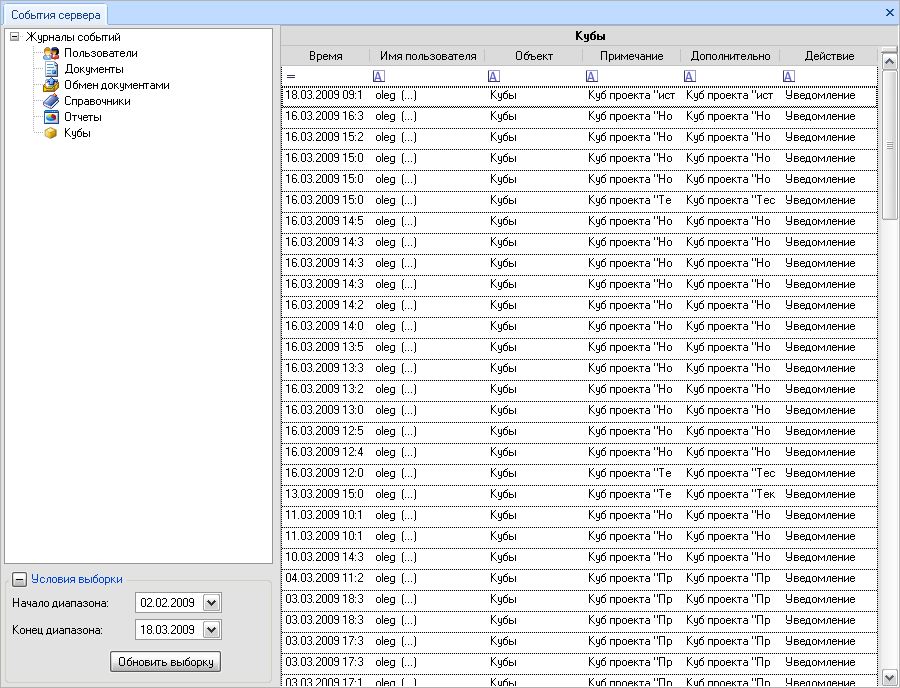 События сервера
Журналы событий
Пользователи
Документы
Обмен документами
Справочники
Отчеты
Кубы
Условия выборки
Начало диапазона: 02.02.2009
Конец диапазона: 18.03.2009
Обновить выборку
Кубы
Время Имя пользователя Объект Примечание Дополнительно Действие
= A A A A A
18.03.2009 09:1 oleg (...) Кубы Куб проекта "ист Куб проекта "ист Уведомление
16.03.2009 16:3 oleg (...) Кубы Куб проекта "Но Куб проекта "Но Уведомление
16.03.2009 15:2 oleg (...) Кубы Куб проекта "Но Куб проекта "Но Уведомление
16.03.2009 15:0 oleg (...) Кубы Куб проекта "Но Куб проекта "Но Уведомление
16.03.2009 15:0 oleg (...) Кубы Куб проекта "Но Куб проекта "Но Уведомление
16.03.2009 15:0 oleg (...) Кубы Куб проекта "Те Куб проекта "Тес Уведомление
16.03.2009 14:5 oleg (...) Кубы Куб проекта "Но Куб проекта "Но Уведомление
16.03.2009 14:3 oleg (...) Кубы Куб проекта "Но Куб проекта "Но Уведомление
16.03.2009 14:3 oleg (...) Кубы Куб проекта "Но Куб проекта "Но Уведомление
16.03.2009 14:3 oleg (...) Кубы Куб проекта "Но Куб проекта "Но Уведомление
16.03.2009 14:2 oleg (...) Кубы Куб проекта "Но Куб проекта "Но Уведомление
16.03.2009 14:0 oleg (...) Кубы Куб проекта "Но Куб проекта "Но Уведомление
16.03.2009 13:5 oleg (...) Кубы Куб проекта "Но Куб проекта "Но Уведомление
16.03.2009 13:3 oleg (...) Кубы Куб проекта "Но Куб проекта "Но Уведомление
16.03.2009 13:2 oleg (...) Кубы Куб проекта "Но Куб проекта "Но Уведомление
16.03.2009 13:0 oleg (...) Кубы Куб проекта "Но Куб проекта "Но Уведомление
16.03.2009 12:5 oleg (...) Кубы Куб проекта "Но Куб проекта "Но Уведомление
16.03.2009 12:4 oleg (...) Кубы Куб проекта "Но Куб проекта "Но Уведомление
16.03.2009 12:0 oleg (...) Кубы Куб проекта "Те Куб проекта "Тес Уведомление
13.03.2009 15:0 oleg (...) Кубы Куб проекта "Те Куб проекта "Тек Уведомление
11.03.2009 10:1 oleg (...) Кубы Куб проекта "Но Куб проекта "Но Уведомление
11.03.2009 10:1 oleg (...) Кубы Куб проекта "Но Куб проекта "Но Уведомление
10.03.2009 14:3 oleg (...) Кубы Куб проекта "Но Куб проекта "Но Уведомление
04.03.2009 11:2 oleg (...) Кубы Куб проекта "Пр Куб проекта "Пр Уведомление
03.03.2009 18:3 oleg (...) Кубы Куб проекта "Пр Куб проекта "Пр Уведомление
03.03.2009 18:3 oleg (...) Кубы Куб проекта "Пр Куб проекта "Пр Уведомление
03.03.2009 17:3 oleg (...) Кубы Куб проекта "Пр Куб проекта "Пр Уведомление
03.03.2009 17:3 oleg (...) Кубы Куб проекта "Пр Куб проекта "Пр Уведомление
03.03.2009 17:1 oleg (...) Кубы Куб проекта "Пр Куб проекта "Пр Уведомление